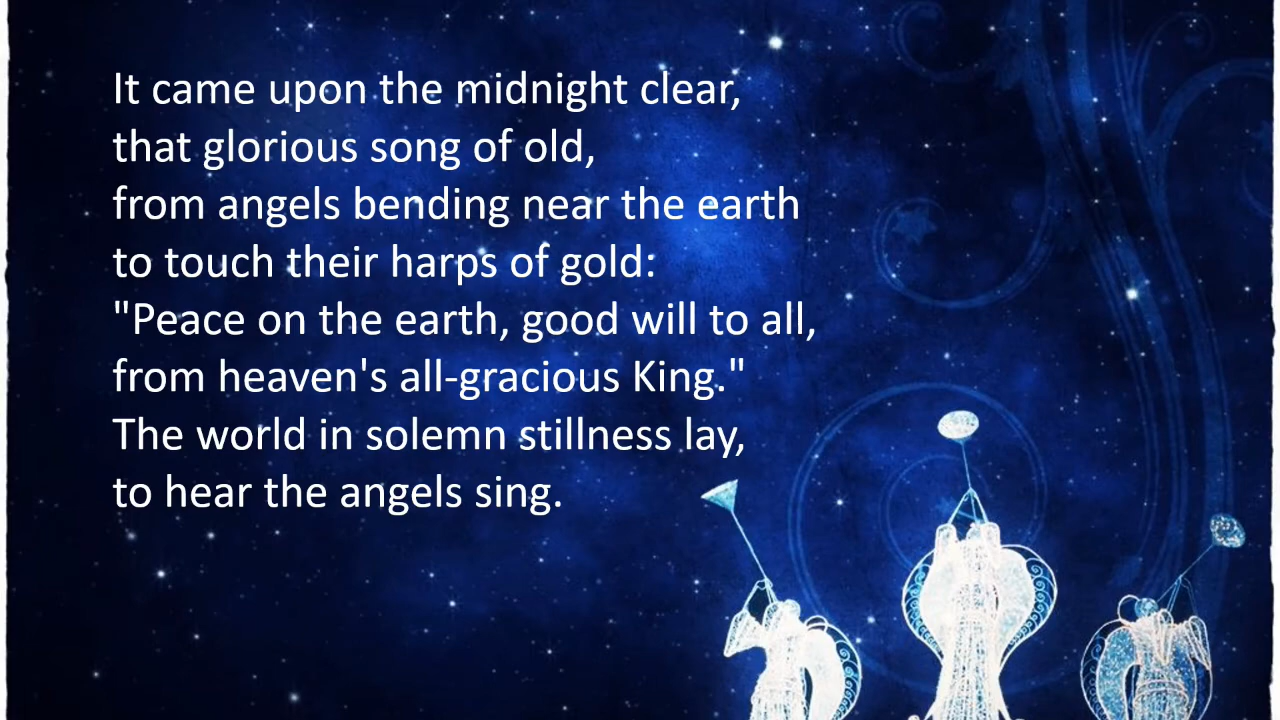 It came upon the midnight clear,
that glorious song of old,
from angels bending near the earth
to touch their harps of gold:
"Peace on the earth, good will to all,
from heaven's all-gracious King."
The world in solemn stillness lay,
to hear the angels sing.